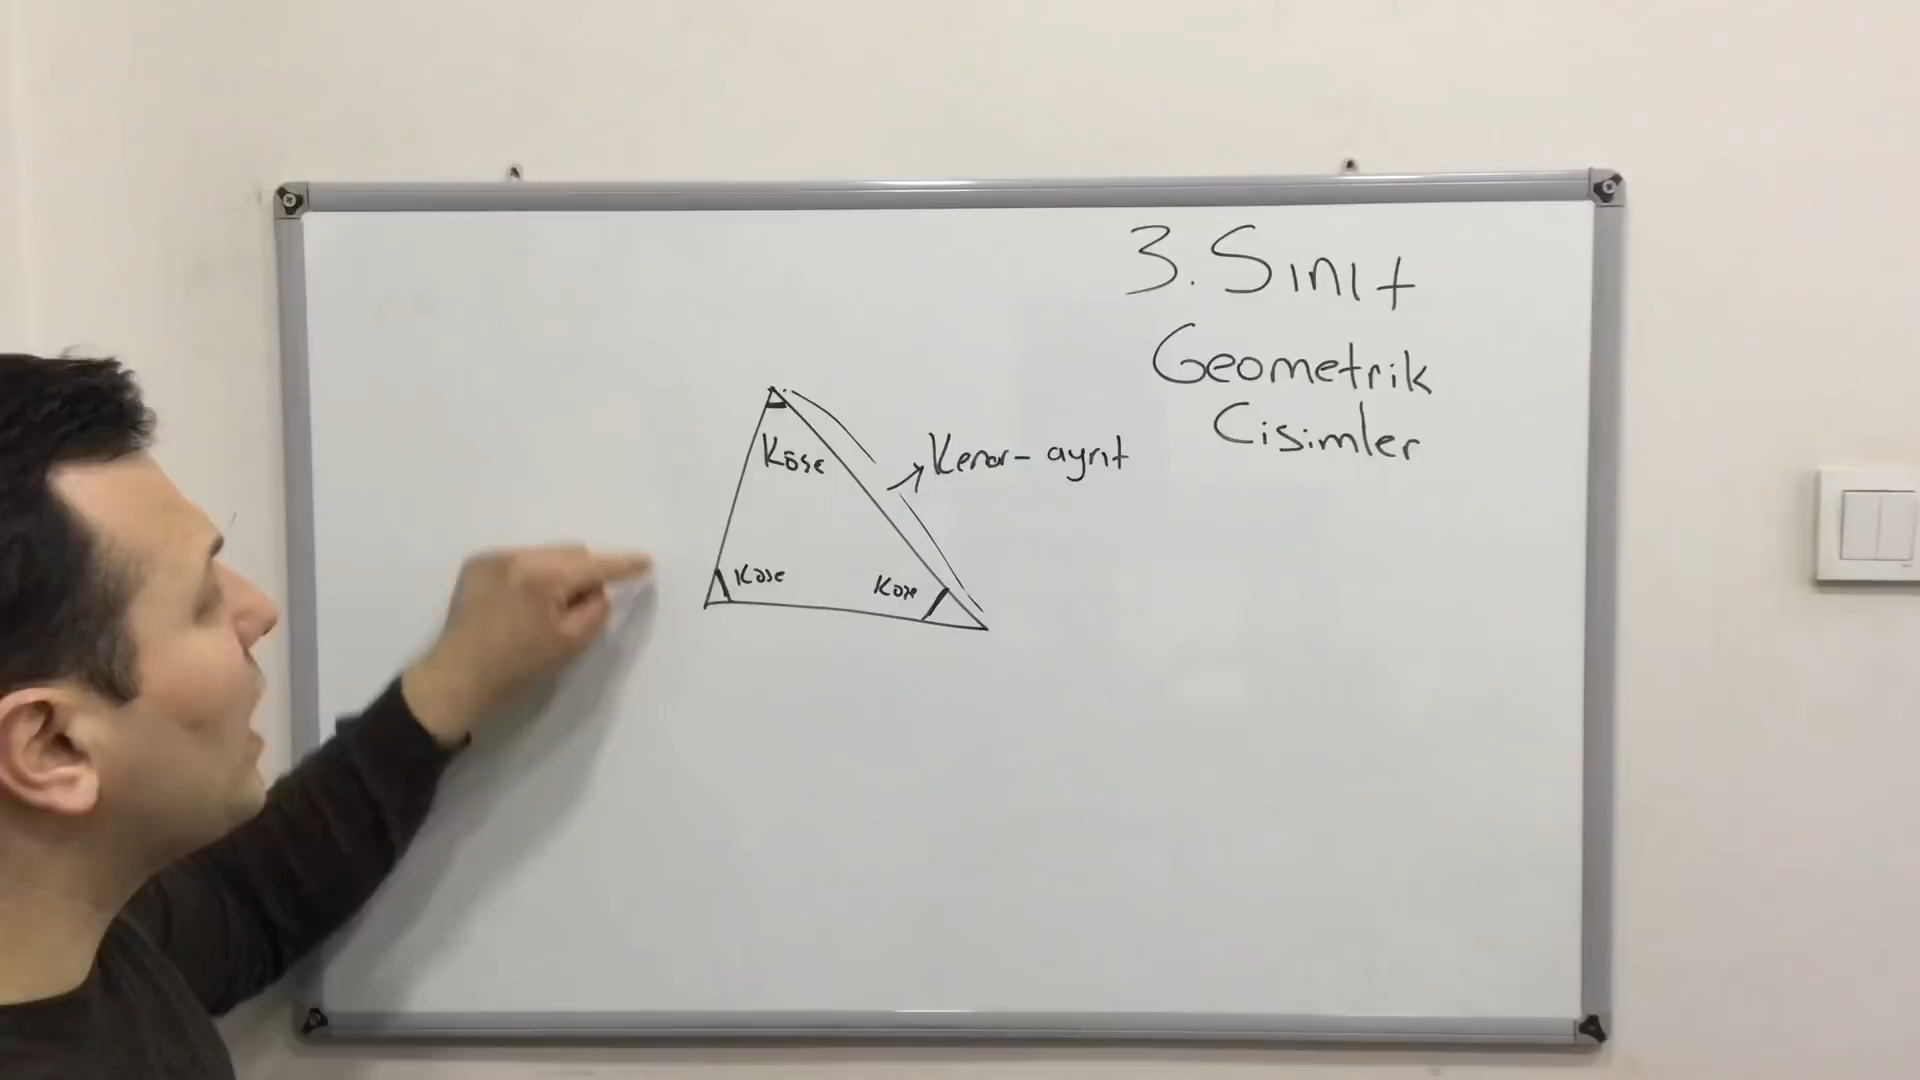 3. Sınıf
Geometrik
Cisimler
Kenar - ayrıt
Köşe
Köşe
Köşe